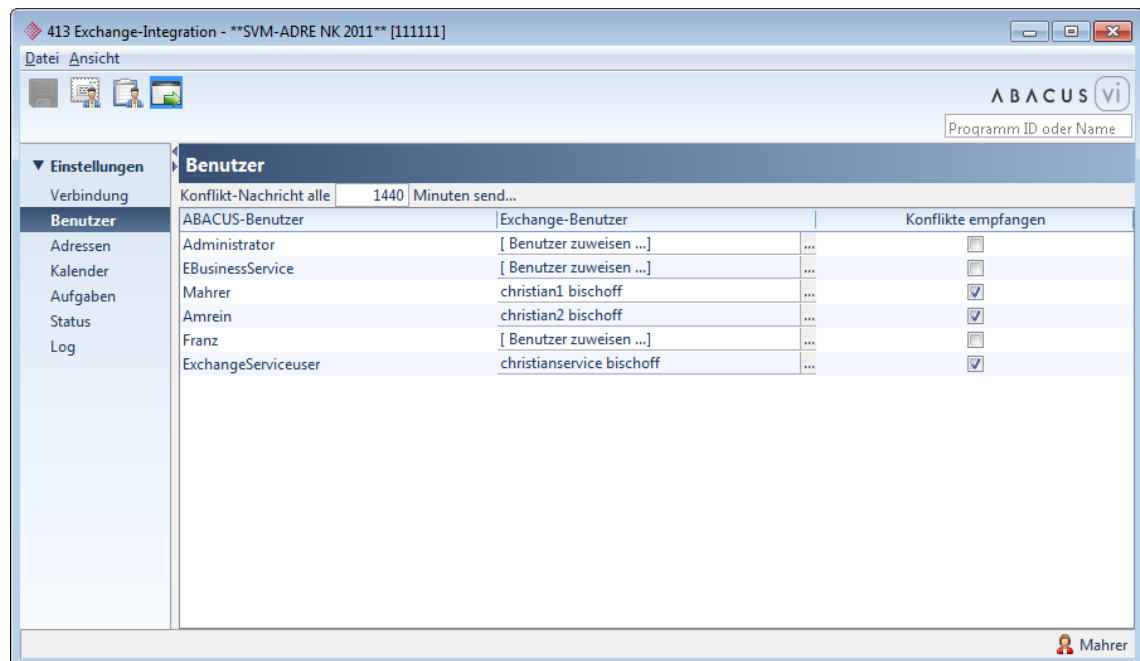 413 Exchange-Integration - **SVM-ADRE NK 2011** [111111]
Datei Ansicht
ABACUS vi
Programm ID oder Name
Einstellungen
Verbindung
Benutzer
Adressen
Kalender
Aufgaben
Status
Log
Benutzer
Konflikt-Nachricht alle 1440 Minuten send...
ABACUS-Benutzer Exchange-Benutzer Konflikte empfangen
Administrator [ Benutzer zuweisen ...] ...
EBusinessService [ Benutzer zuweisen ...] ...
Mahrer christian1 bischoff ...
Amrein christian2 bischoff ...
Franz [ Benutzer zuweisen ...] ...
ExchangeServiceuser christianservice bischoff ...
Mahrer